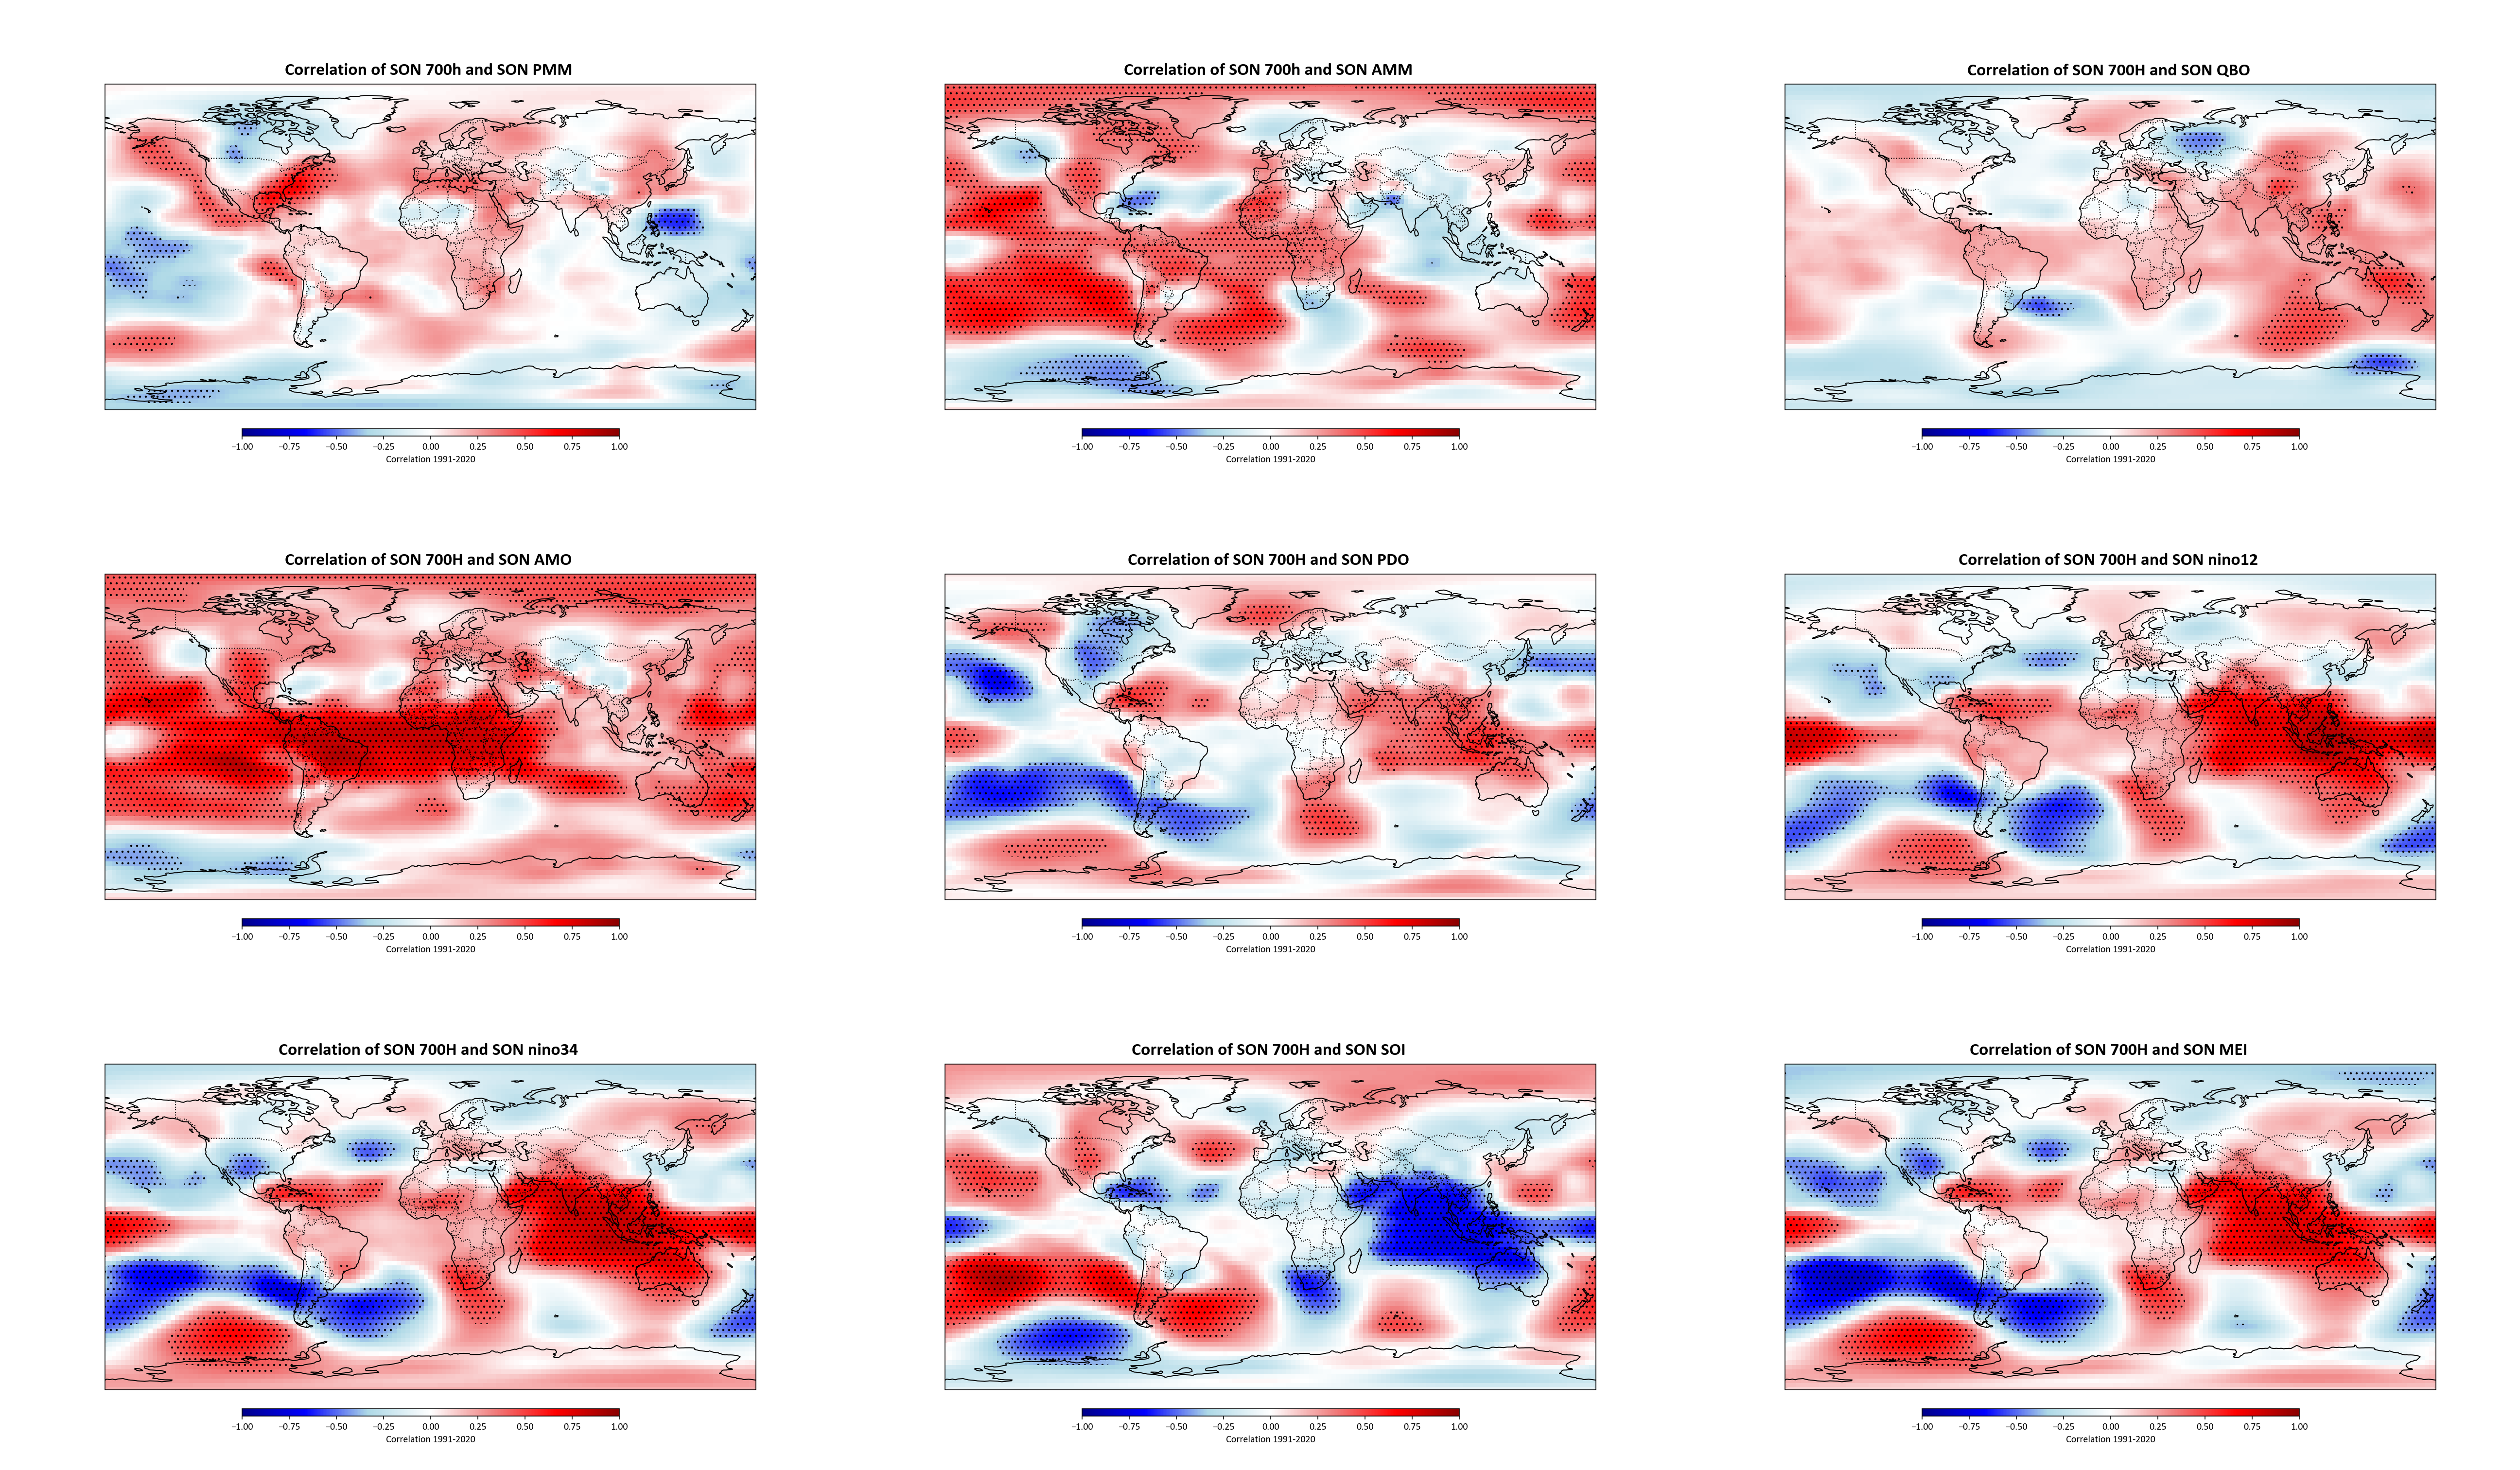 Correlation of SON 700h and SON PMM
−1.00 −0.75 −0.50 −0.25 0.00 0.25 0.50 0.75 1.00
Correlation 1991-2020
Correlation of SON 700h and SON AMM
−1.00 −0.75 −0.50 −0.25 0.00 0.25 0.50 0.75 1.00
Correlation 1991-2020
Correlation of SON 700H and SON QBO
−1.00 −0.75 −0.50 −0.25 0.00 0.25 0.50 0.75 1.00
Correlation 1991-2020
Correlation of SON 700H and SON AMO
−1.00 −0.75 −0.50 −0.25 0.00 0.25 0.50 0.75 1.00
Correlation 1991-2020
Correlation of SON 700H and SON PDO
−1.00 −0.75 −0.50 −0.25 0.00 0.25 0.50 0.75 1.00
Correlation 1991-2020
Correlation of SON 700H and SON nino12
−1.00 −0.75 −0.50 −0.25 0.00 0.25 0.50 0.75 1.00
Correlation 1991-2020
Correlation of SON 700H and SON nino34
−1.00 −0.75 −0.50 −0.25 0.00 0.25 0.50 0.75 1.00
Correlation 1991-2020
Correlation of SON 700H and SON SOI
−1.00 −0.75 −0.50 −0.25 0.00 0.25 0.50 0.75 1.00
Correlation 1991-2020
Correlation of SON 700H and SON MEI
−1.00 −0.75 −0.50 −0.25 0.00 0.25 0.50 0.75 1.00
Correlation 1991-2020